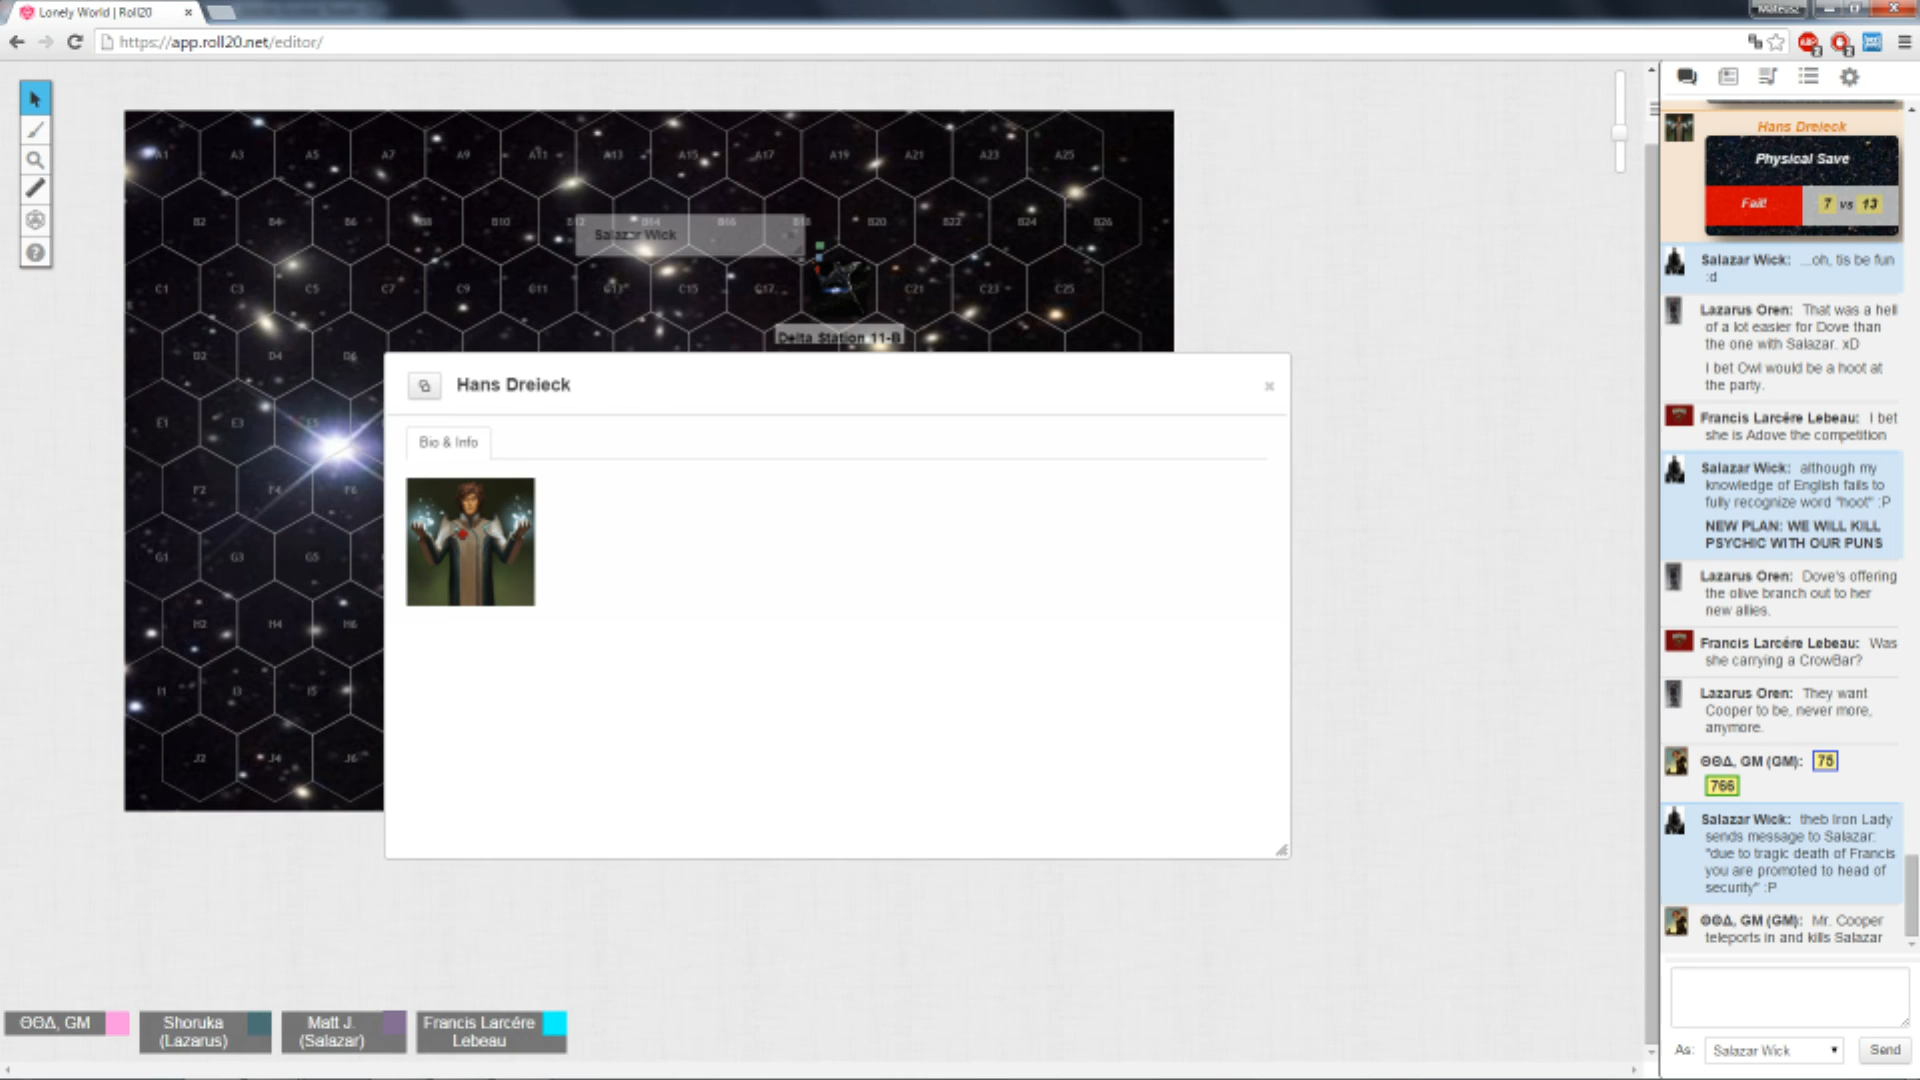 Lonely World | Roll20
Mateusz
https://app.roll20.net/editor/
A1 A3 A5 A7 A9 A11 A13 A15 A17 A19 A21 A23 A25
B2 B4 B6 B8 B10 B12 B14 B16 B18 B20 B22 B24 B26
Salazar Wick
C1 C3 C5 C7 C9 C11 C13 C15 C17 C21 C23 C25
Delta Station 11-B
D2 D4 D6
E1 E3 E5
F2 F4 F6
G1 G3 G5
H2 H4 H6
I1 I3 I5
J2 J4 J6
Hans Dreieck
Bio & Info
ΘΘΔ, GM
Shoruka
(Lazarus)
Matt J.
(Salazar)
Francis Larcére
Lebeau
Hans Dreieck
Physical Save
Fail!
7 vs 13
Salazar Wick: ...oh, tis be fun
:d
Lazarus Oren: That was a hell
of a lot easier for Dove than
the one with Salazar. xD
I bet Owl would be a hoot at
the party.
Francis Larcére Lebeau: I bet
she is Adove the competition
Salazar Wick: although my
knowledge of English fails to
fully recognize word "hoot" :P
NEW PLAN: WE WILL KILL
PSYCHIC WITH OUR PUNS
Lazarus Oren: Dove's offering
the olive branch out to her
new allies.
Francis Larcére Lebeau: Was
she carrying a CrowBar?
Lazarus Oren: They want
Cooper to be, never more,
anymore.
ΘΘΔ, GM (GM): 75
766
Salazar Wick: theb Iron Lady
sends message to Salazar:
"due to tragic death of Francis
you are promoted to head of
security" :P
ΘΘΔ, GM (GM): Mr. Cooper
teleports in and kills Salazar
As: Salazar Wick
Send